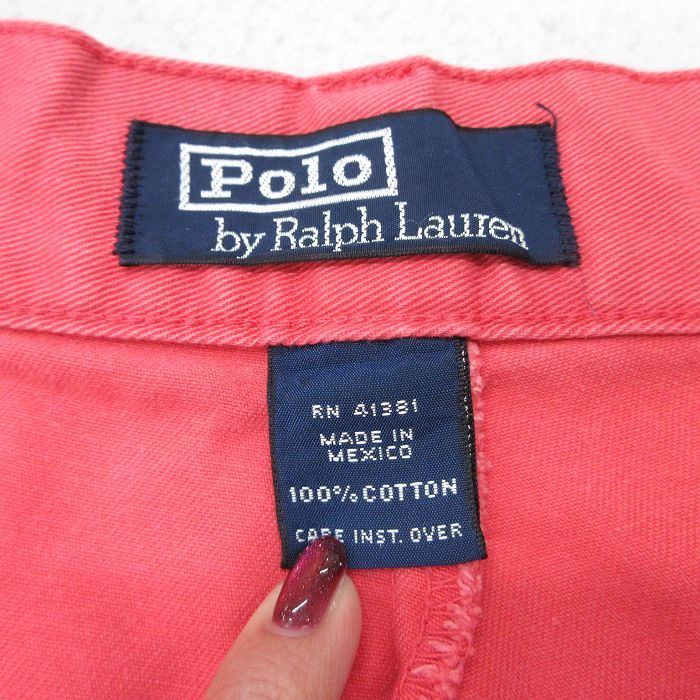 Polo
by Ralph Lauren
RN 41381
MADE IN
MEXICO
100% COTTON
CARE INST. OVER